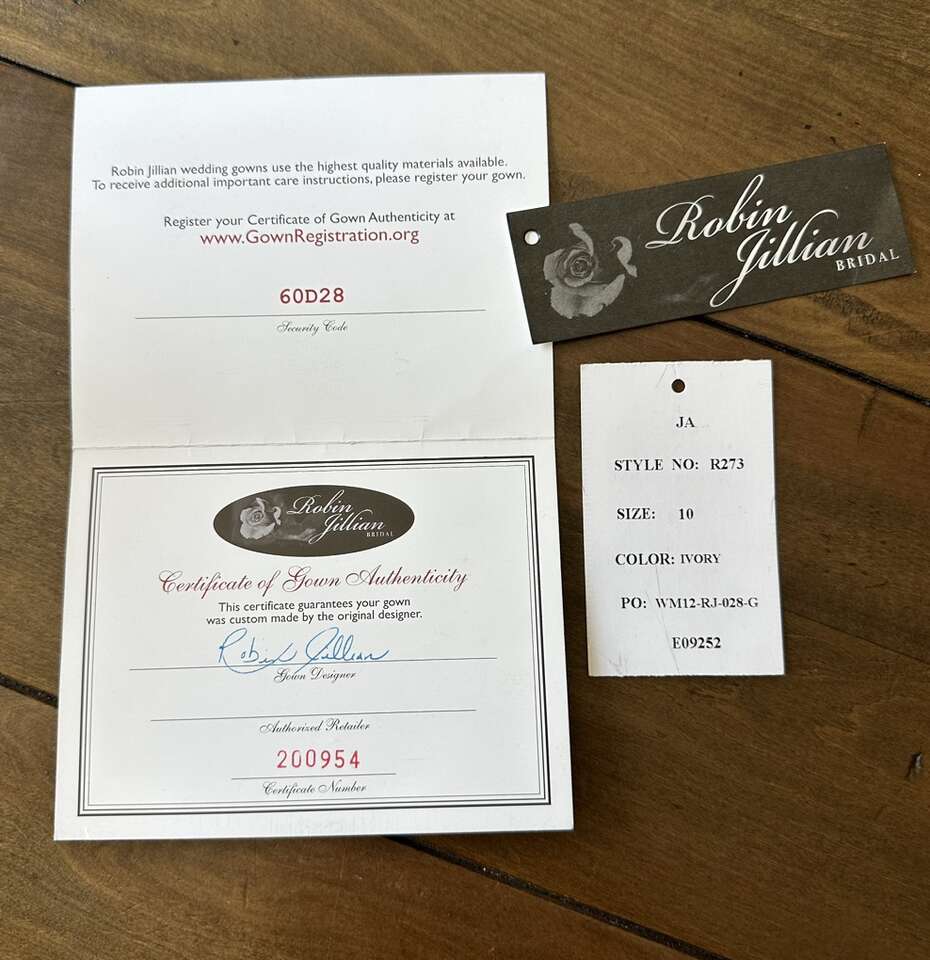 Robin Jillian wedding gowns use the highest quality materials available.
To receive additional important care instructions, please register your gown.
Register your Certificate of Gown Authenticity at
www.GownRegistration.org
60D28
Security Code
Robin
Jillian
BRIDAL
Certificate of Gown Authenticity
This certificate guarantees your gown
was custom made by the original designer.
Robin Jillian
Gown Designer
Authorized Retailer
200954
Certificate Number
Robin
Jillian
BRIDAL
JA
STYLE NO: R273
SIZE: 10
COLOR: IVORY
PO: WM12-RJ-028-G
E09252